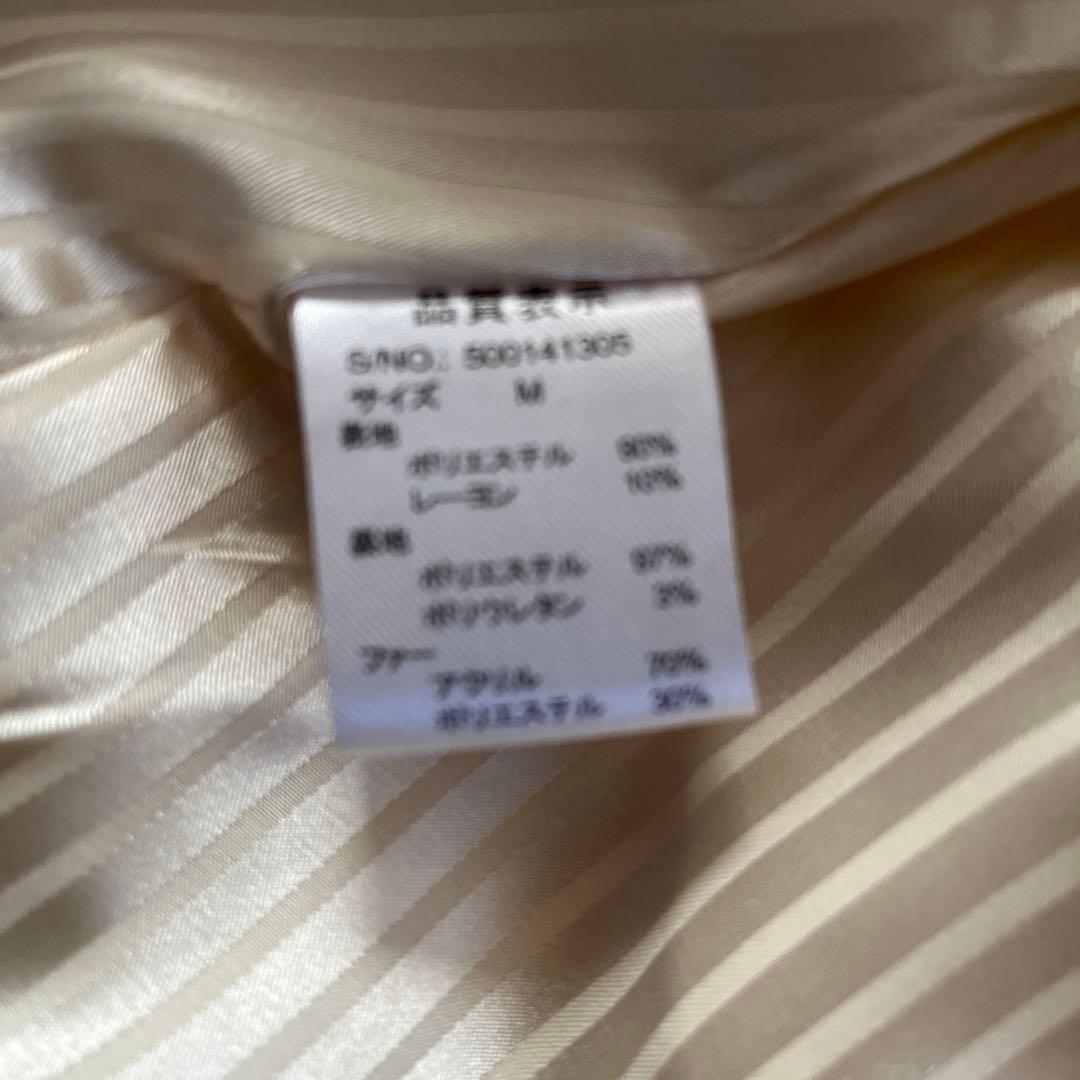 品質表示
S/NO.: S00141305
サイズ M
表地
ポリエステル 90%
レーヨン 10%
裏地
ポリエステル 97%
ポリウレタン 3%
ファー
アクリル 70%
ポリエステル 30%